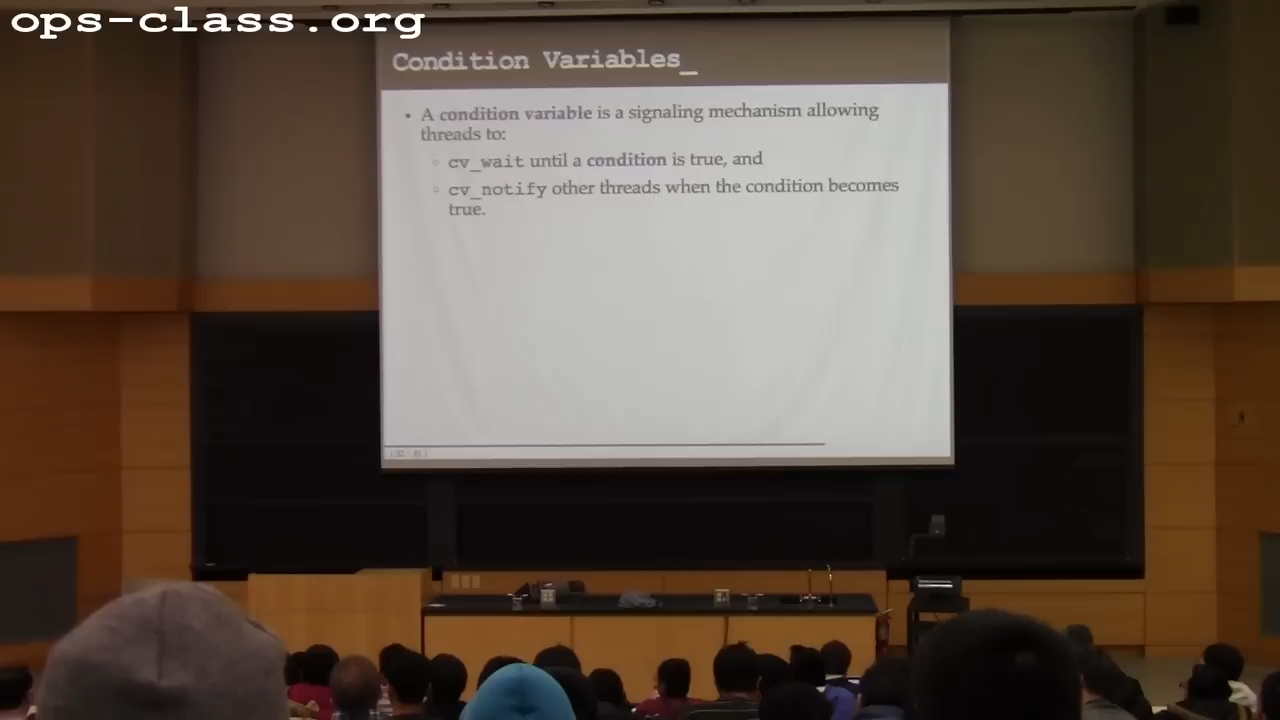 ops-class.org
Condition Variables_
• A condition variable is a signaling mechanism allowing
threads to:
◦ cv_wait until a condition is true, and
◦ cv_notify other threads when the condition becomes
true.